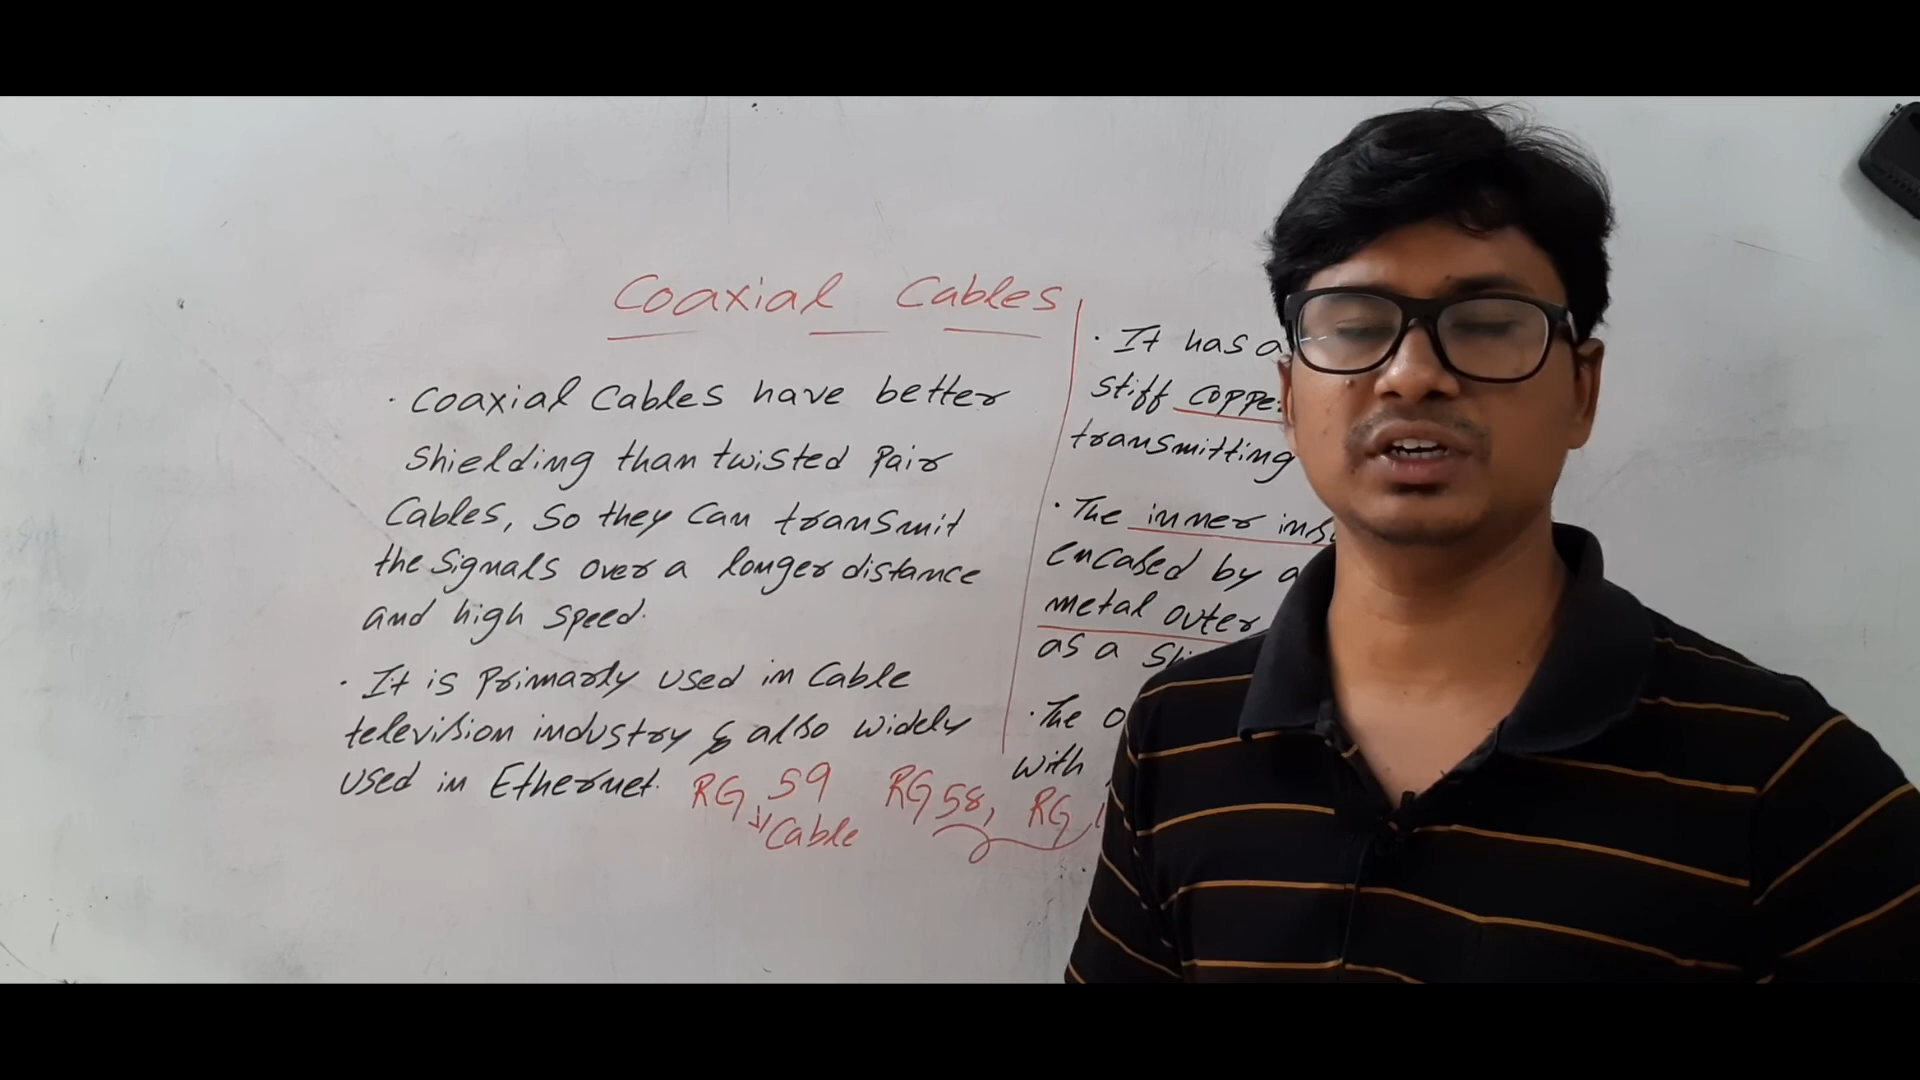 Coaxial Cables
· Coaxial Cables have better
shielding than twisted Pair
Cables, so they can transmit
the signals over a longer distance
and high speed.
· It is Primarly used in Cable
television industry & also widely
used in Ethernet.
RG 59 RG 58, RG
Cable
· It has a
stiff
transmitting
· The inner
encased by a
metal outer
as a
· The
with